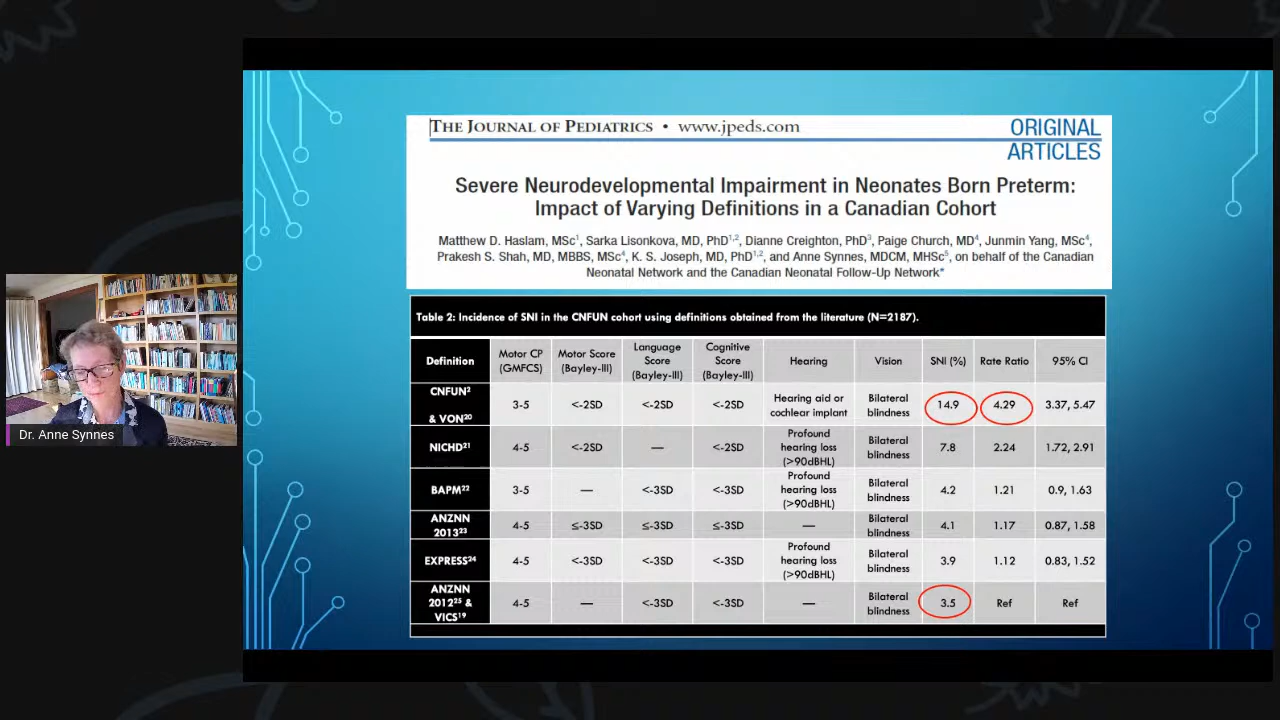 THE JOURNAL OF PEDIATRICS • www.jpeds.com
ORIGINAL
ARTICLES
Severe Neurodevelopmental Impairment in Neonates Born Preterm:
Impact of Varying Definitions in a Canadian Cohort
Matthew D. Haslam, MSc1, Sarka Lisonkova, MD, PhD1,2, Dianne Creighton, PhD3, Paige Church, MD4, Junmin Yang, MSc4,
Prakesh S. Shah, MD, MBBS, MSc4, K. S. Joseph, MD, PhD1,2, and Anne Synnes, MDCM, MHSc5, on behalf of the Canadian
Neonatal Network and the Canadian Neonatal Follow-Up Network*
Table 2: Incidence of SNI in the CNFUN cohort using definitions obtained from the literature (N=2187).
Definition
Motor CP
(GMFCS)
Motor Score
(Bayley-III)
Language
Score
(Bayley-III)
Cognitive
Score
(Bayley-III)
Hearing
Vision
SNI (%)
Rate Ratio
95% CI
CNFUN2
& VON20
3-5
<-2SD
<-2SD
<-2SD
Hearing aid or
cochlear implant
Bilateral
blindness
14.9
4.29
3.37, 5.47
NICHD21
4-5
<-2SD
—
<-2SD
Profound
hearing loss
(>90dBHL)
Bilateral
blindness
7.8
2.24
1.72, 2.91
BAPM22
3-5
—
<-3SD
<-3SD
Profound
hearing loss
(>90dBHL)
Bilateral
blindness
4.2
1.21
0.9, 1.63
ANZNN
201323
4-5
≤-3SD
≤-3SD
≤-3SD
—
Bilateral
blindness
4.1
1.17
0.87, 1.58
EXPRESS24
4-5
<-3SD
<-3SD
<-3SD
Profound
hearing loss
(>90dBHL)
Bilateral
blindness
3.9
1.12
0.83, 1.52
ANZNN
201225 &
VICS19
4-5
—
<-3SD
<-3SD
—
Bilateral
blindness
3.5
Ref
Ref
Dr. Anne Synnes